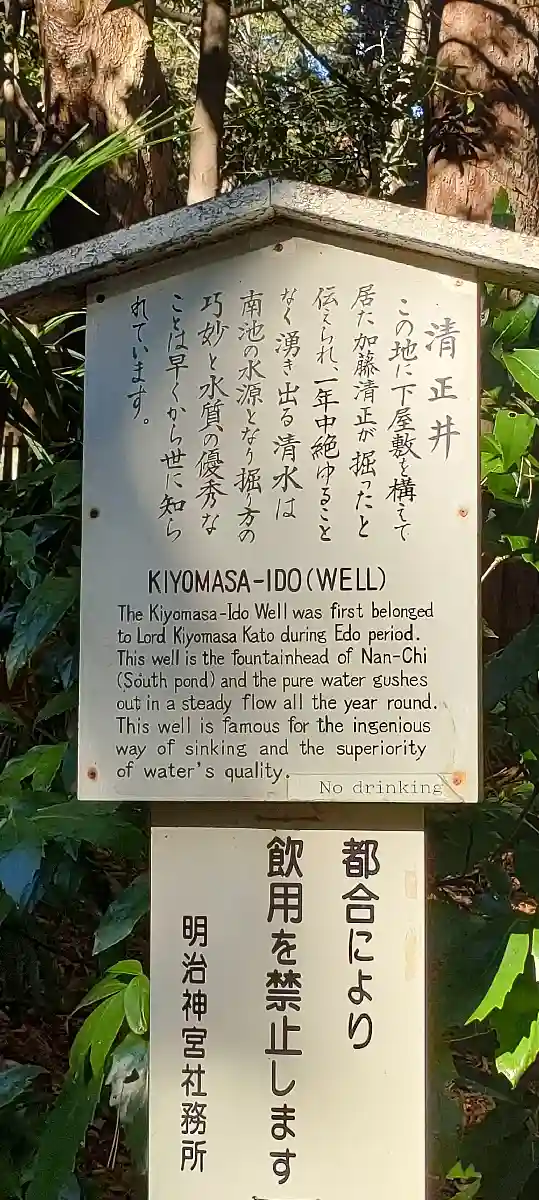 清正井
この地に下屋敷を構えて
居た加藤清正が掘ったと
伝えられ、一年中絶ゆること
なく湧き出る清水は
南池の水源となり掘り方の
巧妙と水質の優秀な
ことは早くから世に知ら
れています。
KIYOMASA-IDO(WELL)
The Kiyomasa-Ido Well was first belonged
to Lord Kiyomasa Kato during Edo period.
This well is the fountainhead of Nan-Chi
(South pond) and the pure water gushes
out in a steady flow all the year round.
This well is famous for the ingenious
way of sinking and the superiority
of water's quality.
No drinking
都合により
飲用を禁止します
明治神宮社務所